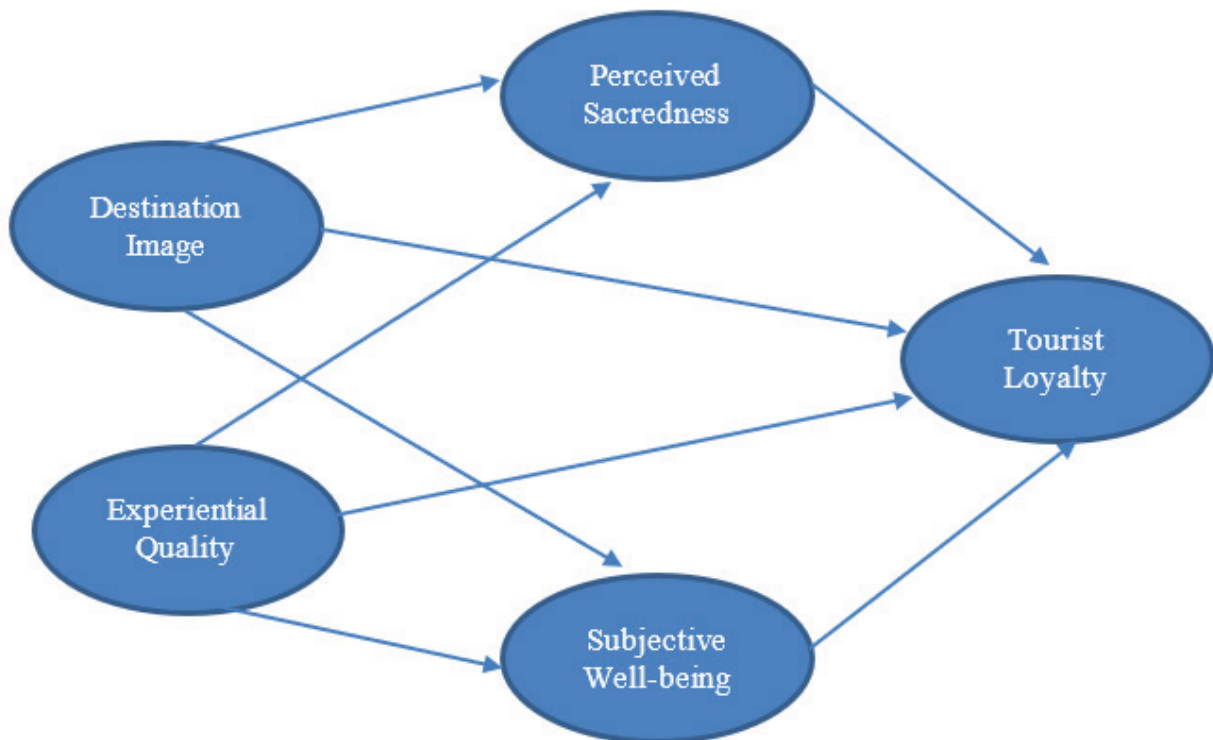 Perceived
Sacredness
Destination
Image
Tourist
Loyalty
Experiential
Quality
Subjective
Well-being